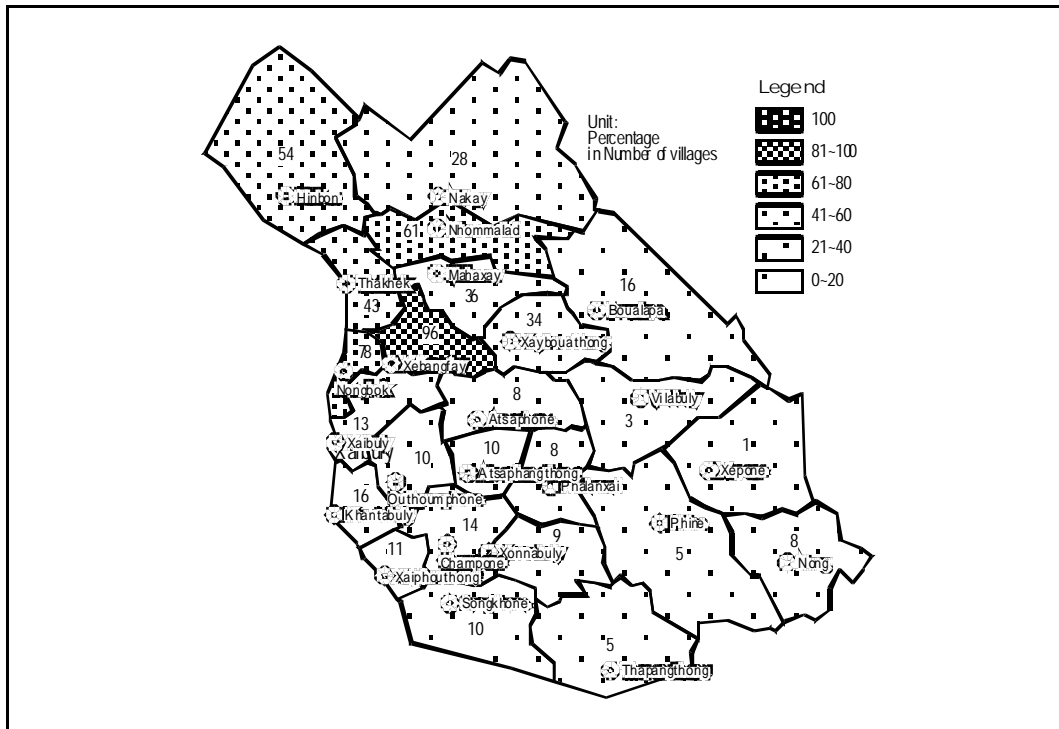 Legend
Unit:
Percentage
in Number of villages
100
81~100
61~80
41~60
21~40
0~20
54
Hinbon
28
Nakay
61
Nhommalad
Mahaxay
36
Thakhek
43
16
Boualapa
34
Xaybouathong
96
Xebangfay
78
Nongbok
8
Atsaphone
Vilabuly
3
13
Xaibuly
Xaibuly
10
Outhoumphone
10
Atsaphangthong
8
Phalanxai
1
Xepone
16
Khantabuly
14
Champone
9
Xonnabuly
Phine
5
8
Nong
11
Xaiphouthong
Songkhone
10
5
Thapangthong